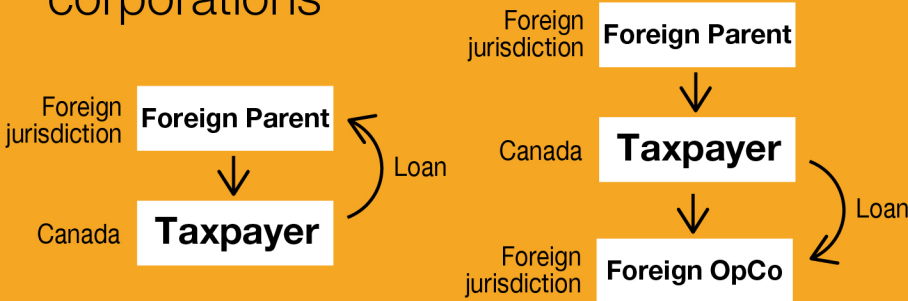 corporations
Foreign
jurisdiction
Foreign Parent
Loan
Canada
Taxpayer
Foreign
jurisdiction
Foreign Parent
Canada
Taxpayer
Loan
Foreign
jurisdiction
Foreign OpCo